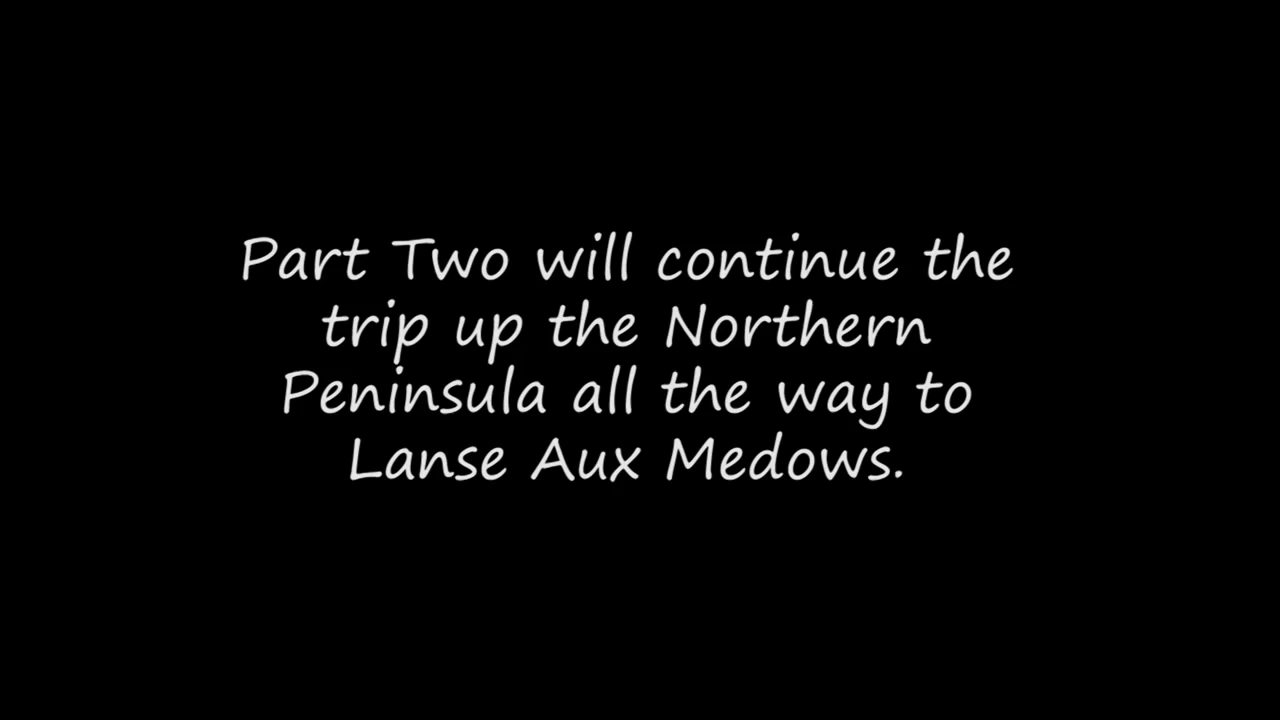 Part Two will continue the
trip up the Northern
Peninsula all the way to
Lanse Aux Medows.